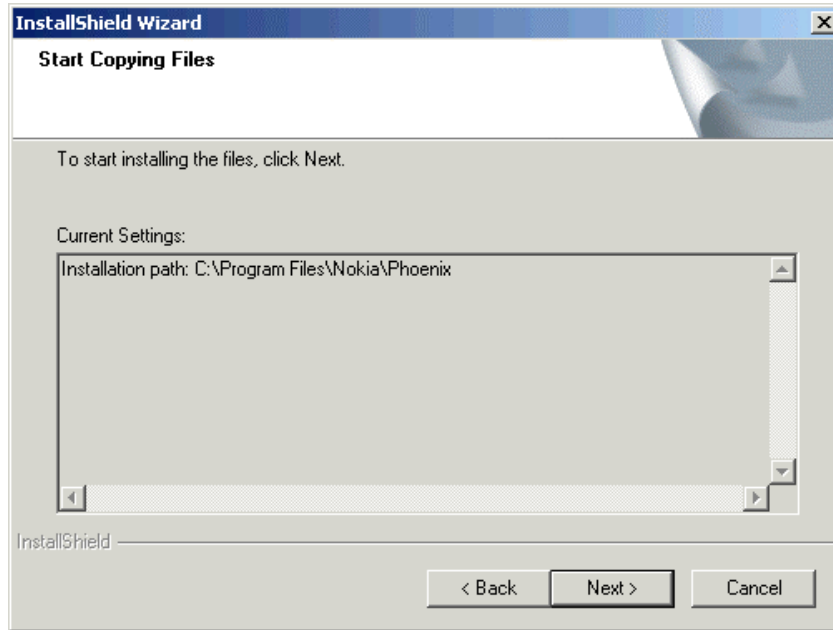 InstallShield Wizard
Start Copying Files
To start installing the files, click Next.
Current Settings:
Installation path: C:\Program Files\Nokia\Phoenix
InstallShield
< Back Next > Cancel